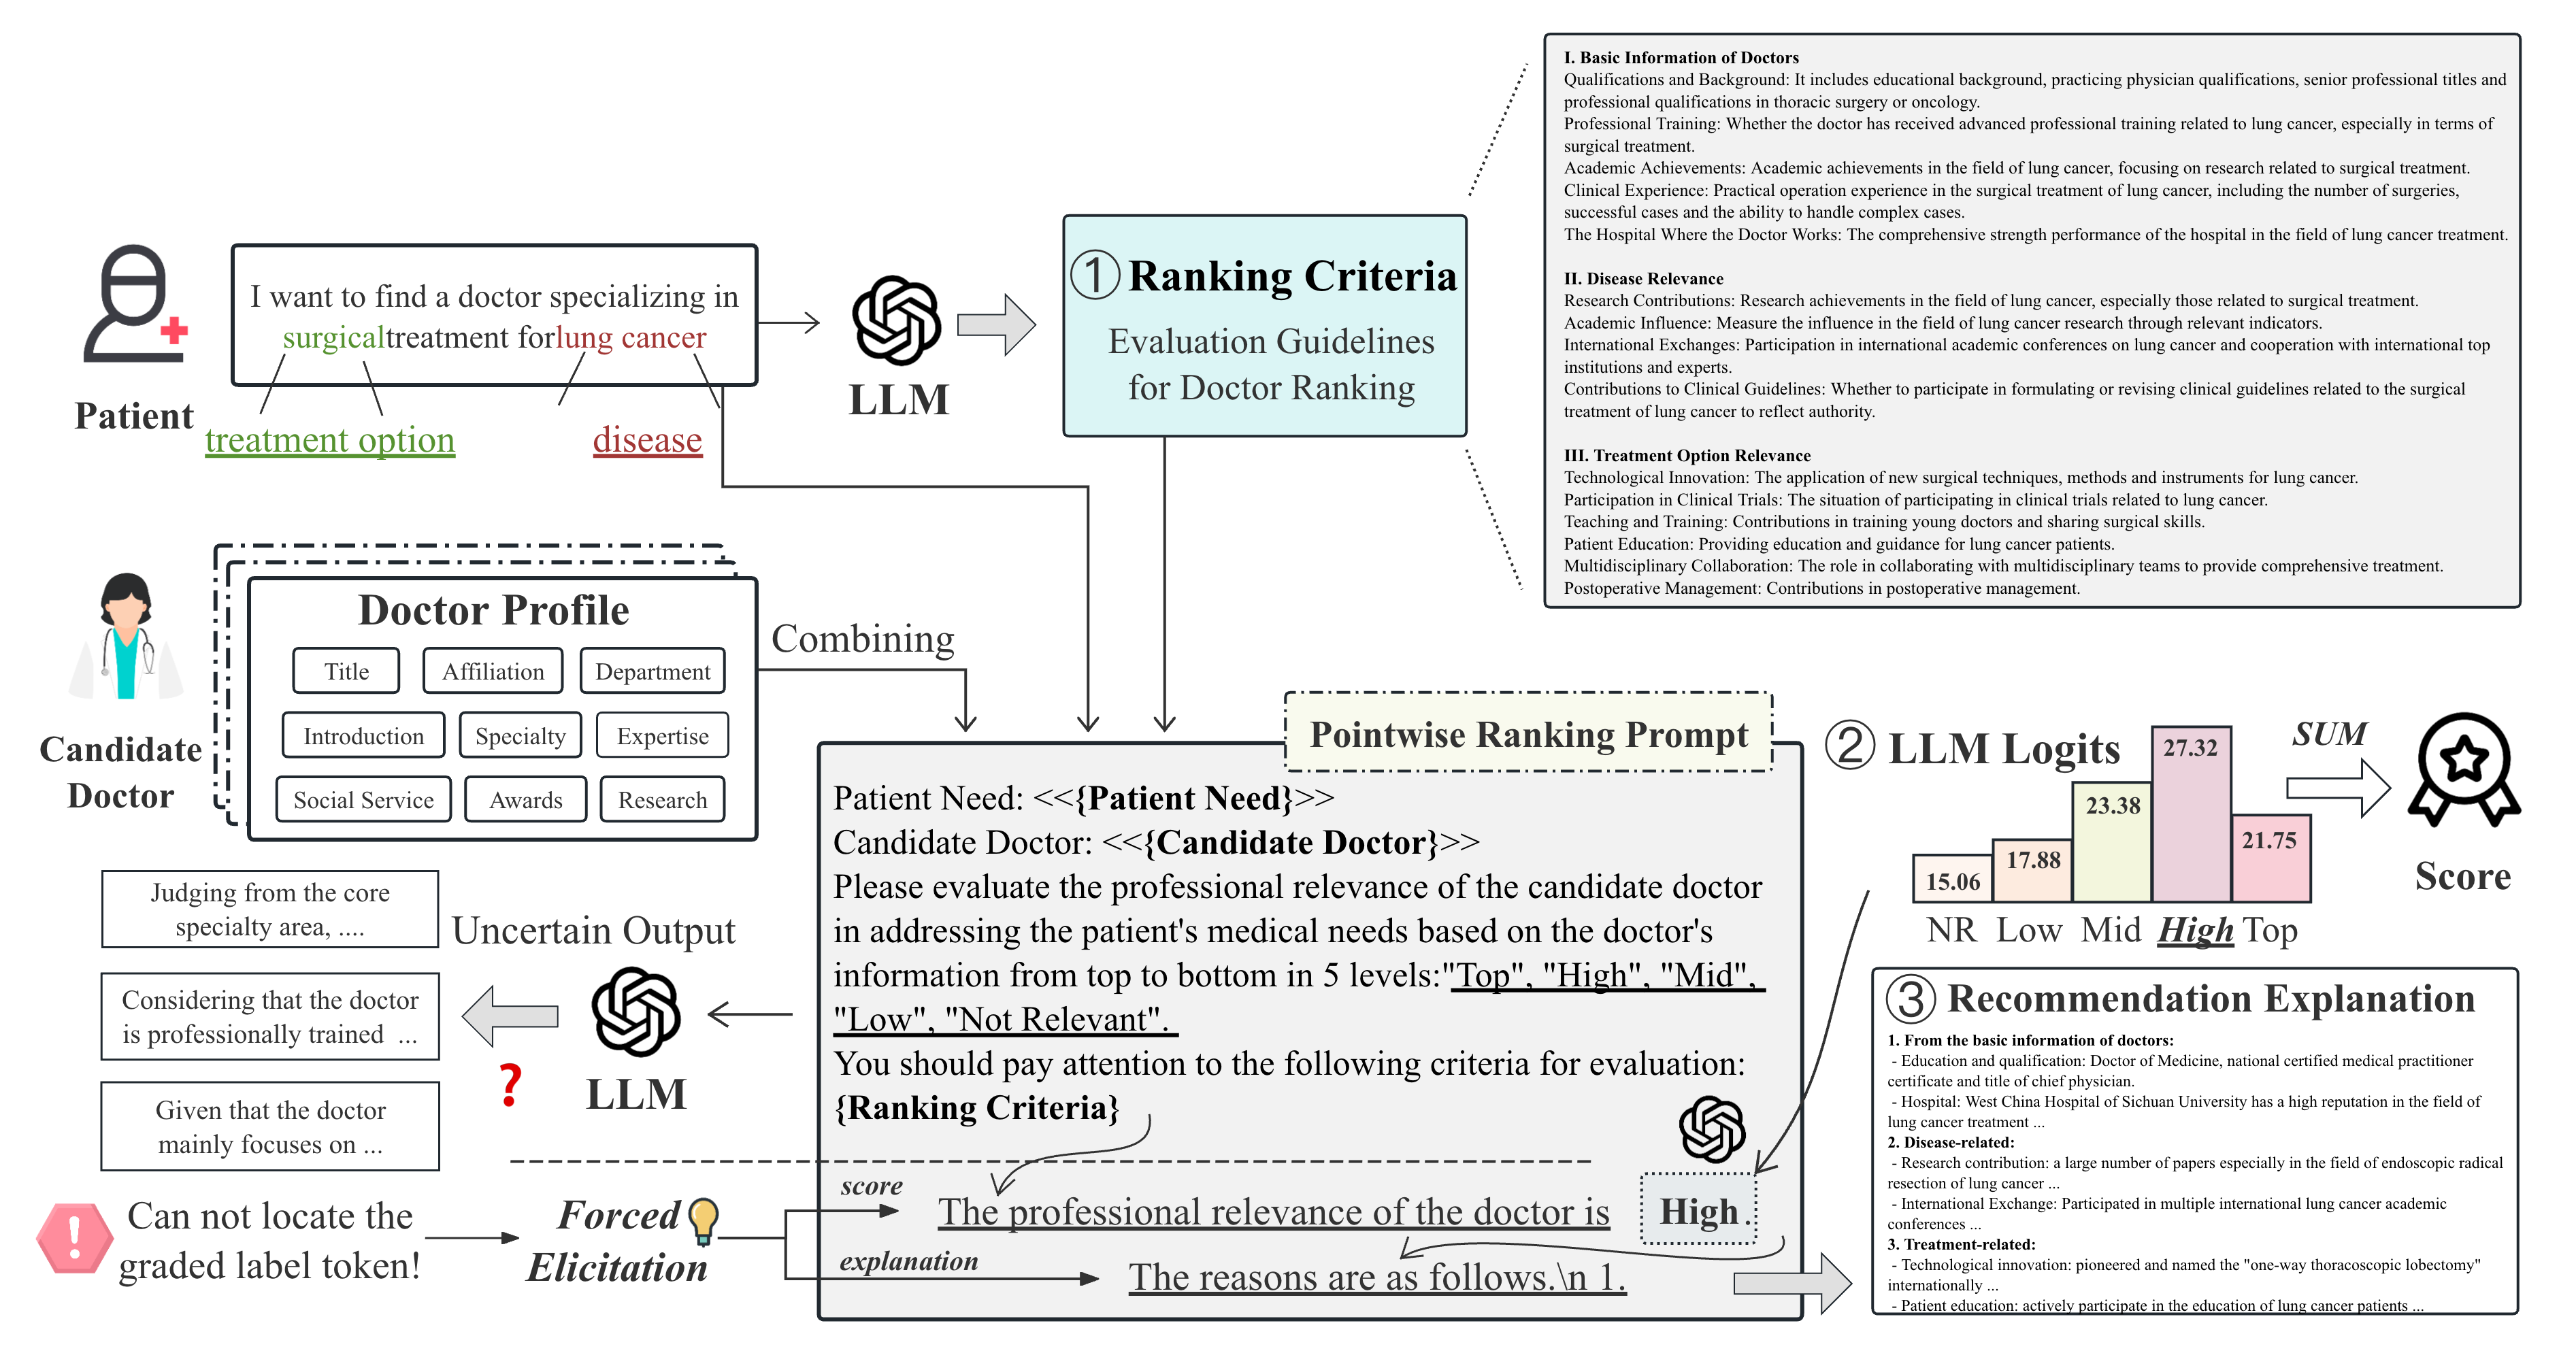 I want to find a doctor specializing in
surgicaltreatment forlung cancer
Patient
treatment option
disease
LLM
① Ranking Criteria
Evaluation Guidelines
for Doctor Ranking
I. Basic Information of Doctors
Qualifications and Background: It includes educational background, practicing physician qualifications, senior professional titles and
professional qualifications in thoracic surgery or oncology.
Professional Training: Whether the doctor has received advanced professional training related to lung cancer, especially in terms of
surgical treatment.
Academic Achievements: Academic achievements in the field of lung cancer, focusing on research related to surgical treatment.
Clinical Experience: Practical operation experience in the surgical treatment of lung cancer, including the number of surgeries,
successful cases and the ability to handle complex cases.
The Hospital Where the Doctor Works: The comprehensive strength performance of the hospital in the field of lung cancer treatment.
II. Disease Relevance
Research Contributions: Research achievements in the field of lung cancer, especially those related to surgical treatment.
Academic Influence: Measure the influence in the field of lung cancer research through relevant indicators.
International Exchanges: Participation in international academic conferences on lung cancer and cooperation with international top
institutions and experts.
Contributions to Clinical Guidelines: Whether to participate in formulating or revising clinical guidelines related to the surgical
treatment of lung cancer to reflect authority.
III. Treatment Option Relevance
Technological Innovation: The application of new surgical techniques, methods and instruments for lung cancer.
Participation in Clinical Trials: The situation of participating in clinical trials related to lung cancer.
Teaching and Training: Contributions in training young doctors and sharing surgical skills.
Patient Education: Providing education and guidance for lung cancer patients.
Multidisciplinary Collaboration: The role in collaborating with multidisciplinary teams to provide comprehensive treatment.
Postoperative Management: Contributions in postoperative management.
Candidate
Doctor
Doctor Profile
Title Affiliation Department
Introduction Specialty Expertise
Social Service Awards Research
Combining
Pointwise Ranking Prompt
Patient Need: <<{Patient Need}>>
Candidate Doctor: <<{Candidate Doctor}>>
Please evaluate the professional relevance of the candidate doctor
in addressing the patient's medical needs based on the doctor's
information from top to bottom in 5 levels:"Top", "High", "Mid",
"Low", "Not Relevant".
You should pay attention to the following criteria for evaluation:
{Ranking Criteria}
score
The professional relevance of the doctor is High.
explanation
The reasons are as follows.\n 1.
Judging from the core
specialty area, ....
Considering that the doctor
is professionally trained ...
Given that the doctor
mainly focuses on ...
Uncertain Output
?
LLM
!
Can not locate the
graded label token!
Forced
Elicitation
② LLM Logits
15.06 17.88 23.38 27.32 21.75
NR Low Mid High Top
SUM
Score
③ Recommendation Explanation
1. From the basic information of doctors:
- Education and qualification: Doctor of Medicine, national certified medical practitioner
certificate and title of chief physician.
- Hospital: West China Hospital of Sichuan University has a high reputation in the field of
lung cancer treatment ...
2. Disease-related:
- Research contribution: a large number of papers especially in the field of endoscopic radical
resection of lung cancer ...
- International Exchange: Participated in multiple international lung cancer academic
conferences ...
3. Treatment-related:
- Technological innovation: pioneered and named the "one-way thoracoscopic lobectomy"
internationally ...
- Patient education: actively participate in the education of lung cancer patients ...